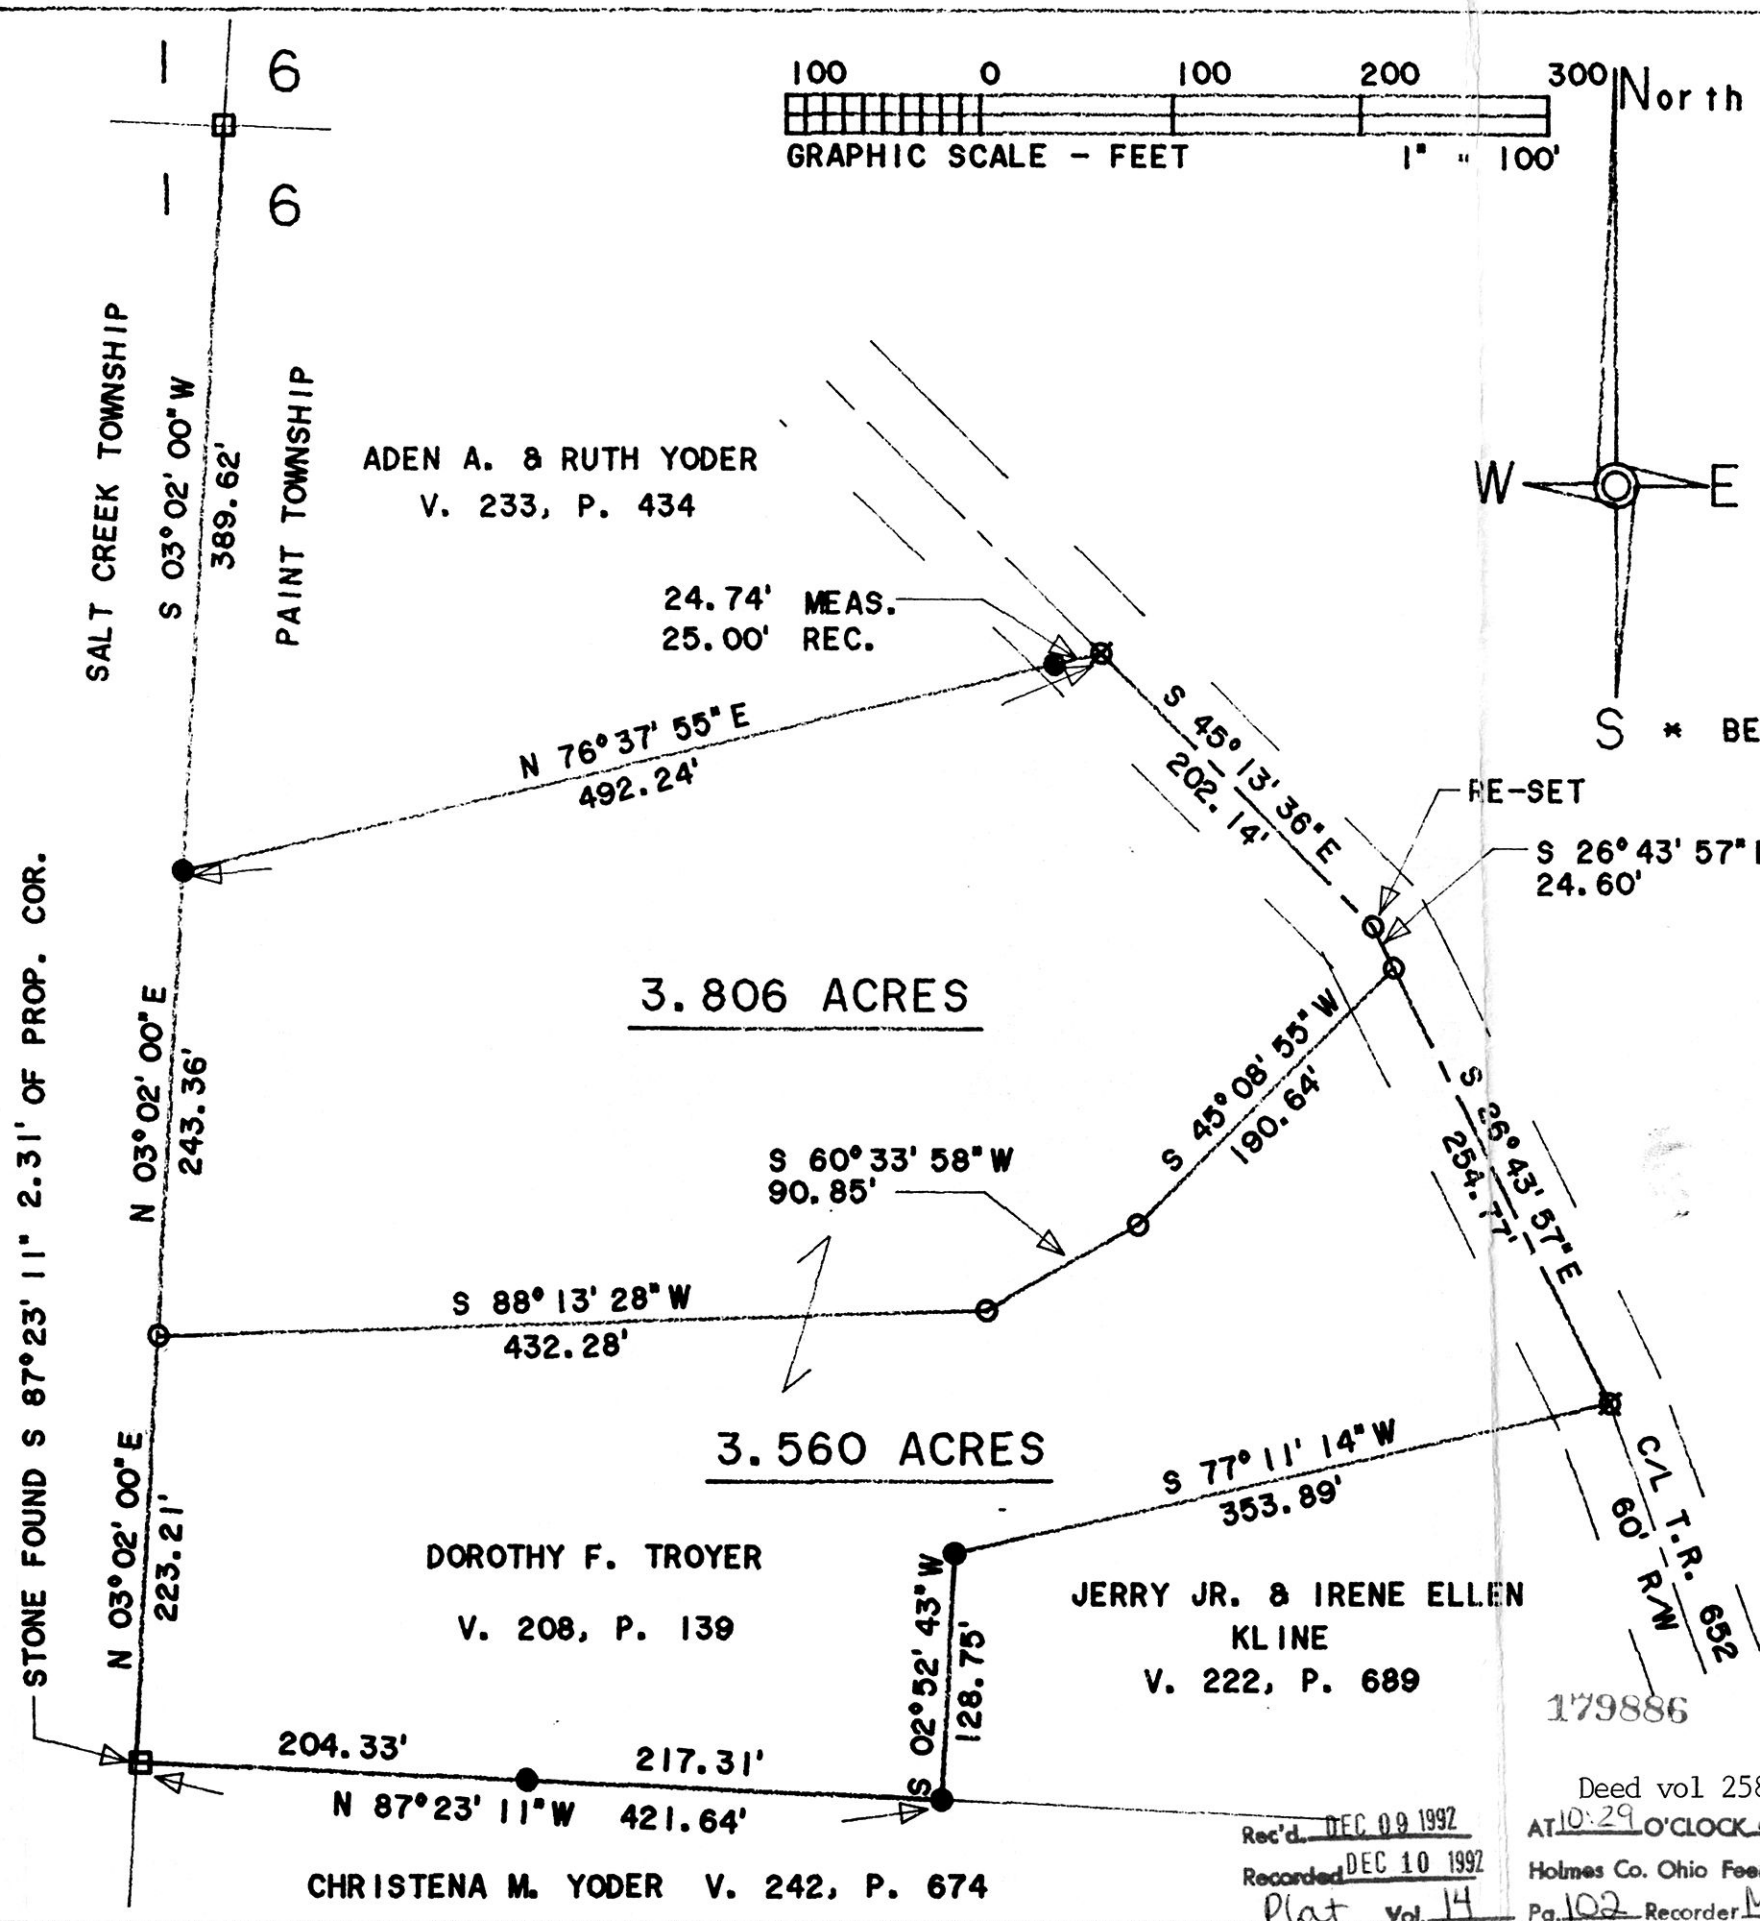 1 6
1 6
100 0 100 200 300
GRAPHIC SCALE - FEET 1" = 100'
North
W E
S * BE
SALT CREEK TOWNSHIP
S 03° 02' 00" W
389.62'
PAINT TOWNSHIP
ADEN A. & RUTH YODER
V. 233, P. 434
24.74' MEAS.
25.00' REC.
N 76° 37' 55" E
492.24'
S 45° 13' 36" E
202.14'
RE-SET
S 26° 43' 57" E
24.60'
3.806 ACRES
N 03° 02' 00" E
243.36'
S 45° 08' 55" W
190.64'
S 60° 33' 58" W
90.85'
S 26° 43' 57" E
254.77'
S 88° 13' 28" W
432.28'
3.560 ACRES
S 77° 11' 14" W
353.89'
C/L T.R. 652
60' R/W
STONE FOUND S 87° 23' 11" 2.31' OF PROP. COR.
N 03° 02' 00" E
223.21'
DOROTHY F. TROYER
V. 208, P. 139
S 02° 52' 43" W
128.75'
JERRY JR. & IRENE ELLEN
KLINE
V. 222, P. 689
179886
204.33' 217.31'
N 87° 23' 11" W 421.64'
CHRISTENA M. YODER V. 242, P. 674
Deed vol 258
Rec'd. DEC 09 1992 AT 10:29 O'CLOCK
Recorded DEC 10 1992 Holmes Co. Ohio Fee
Plat Vol. 14 Pg. 102 Recorder